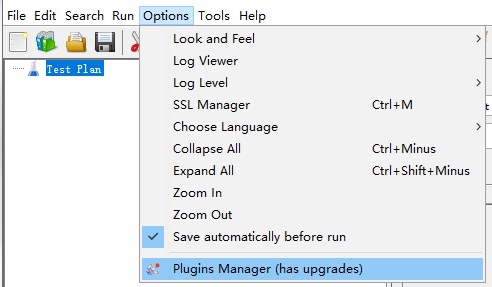 File Edit Search Run Options Tools Help
Test Plan
Look and Feel
Log Viewer
Log Level
SSL Manager Ctrl+M
Choose Language
Collapse All Ctrl+Minus
Expand All Ctrl+Shift+Minus
Zoom In
Zoom Out
Save automatically before run
Plugins Manager (has upgrades)